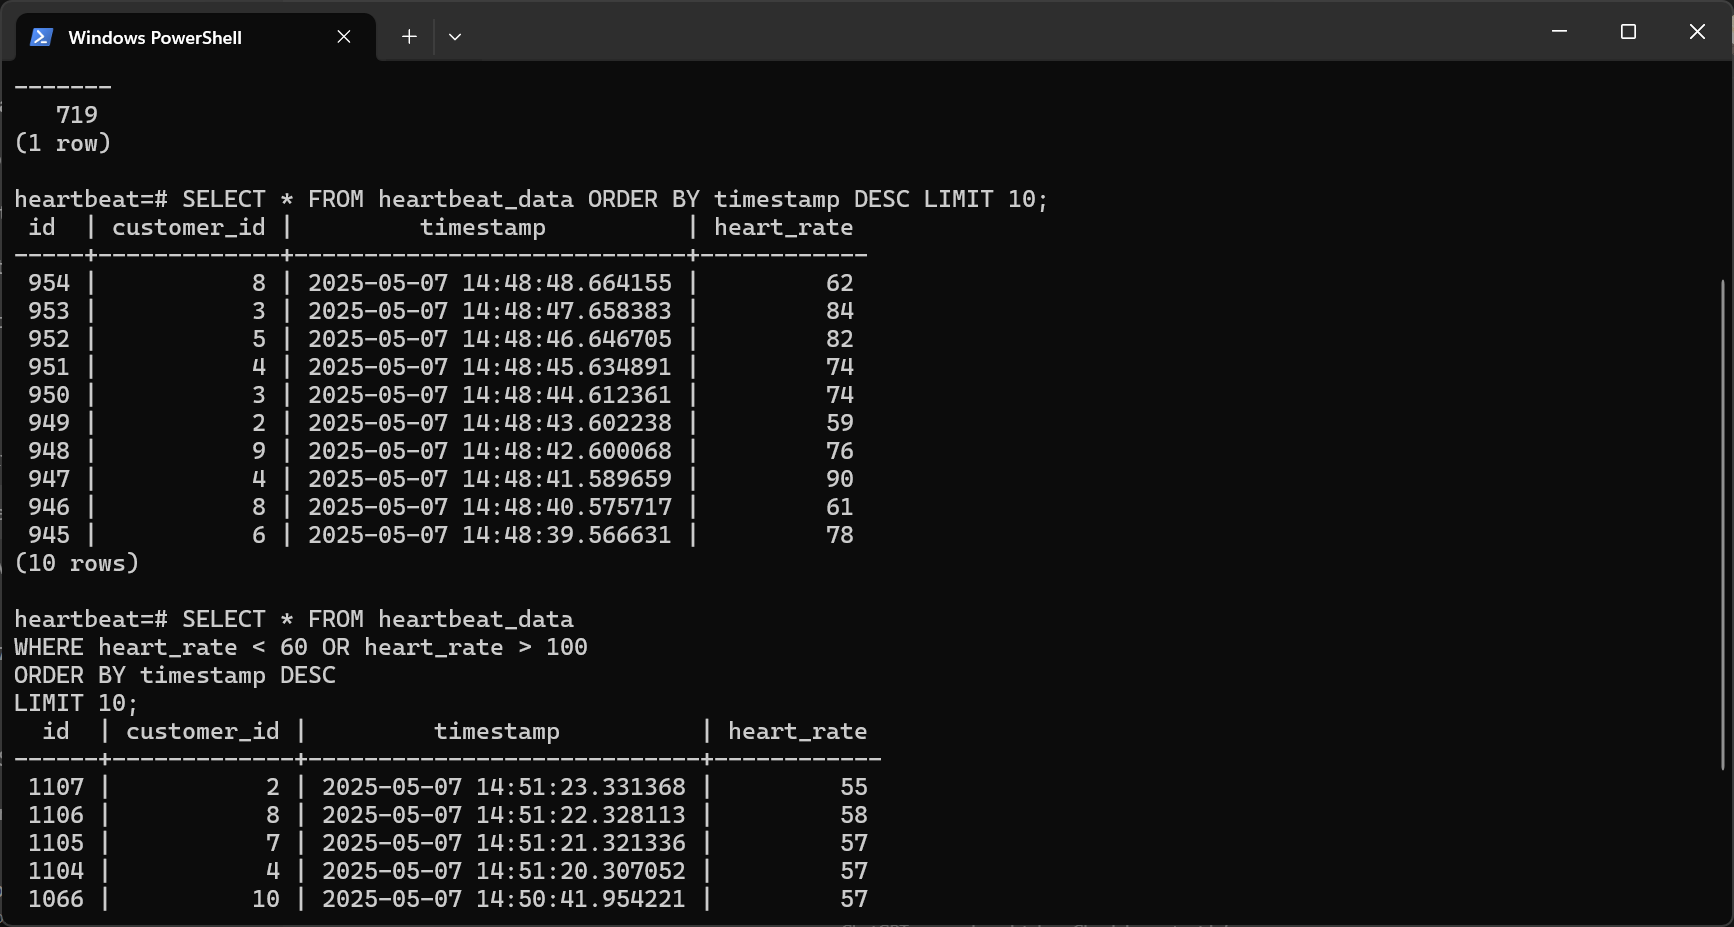 Windows PowerShell
-------
   719
(1 row)

heartbeat=# SELECT * FROM heartbeat_data ORDER BY timestamp DESC LIMIT 10;
 id  | customer_id |         timestamp          | heart_rate
-----+-------------+----------------------------+------------
 954 |           8 | 2025-05-07 14:48:48.664155 |         62
 953 |           3 | 2025-05-07 14:48:47.658383 |         84
 952 |           5 | 2025-05-07 14:48:46.646705 |         82
 951 |           4 | 2025-05-07 14:48:45.634891 |         74
 950 |           3 | 2025-05-07 14:48:44.612361 |         74
 949 |           2 | 2025-05-07 14:48:43.602238 |         59
 948 |           9 | 2025-05-07 14:48:42.600068 |         76
 947 |           4 | 2025-05-07 14:48:41.589659 |         90
 946 |           8 | 2025-05-07 14:48:40.575717 |         61
 945 |           6 | 2025-05-07 14:48:39.566631 |         78
(10 rows)

heartbeat=# SELECT * FROM heartbeat_data
WHERE heart_rate < 60 OR heart_rate > 100
ORDER BY timestamp DESC
LIMIT 10;
  id  | customer_id |         timestamp          | heart_rate
------+-------------+----------------------------+------------
 1107 |           2 | 2025-05-07 14:51:23.331368 |         55
 1106 |           8 | 2025-05-07 14:51:22.328113 |         58
 1105 |           7 | 2025-05-07 14:51:21.321336 |         57
 1104 |           4 | 2025-05-07 14:51:20.307052 |         57
 1066 |          10 | 2025-05-07 14:50:41.954221 |         57